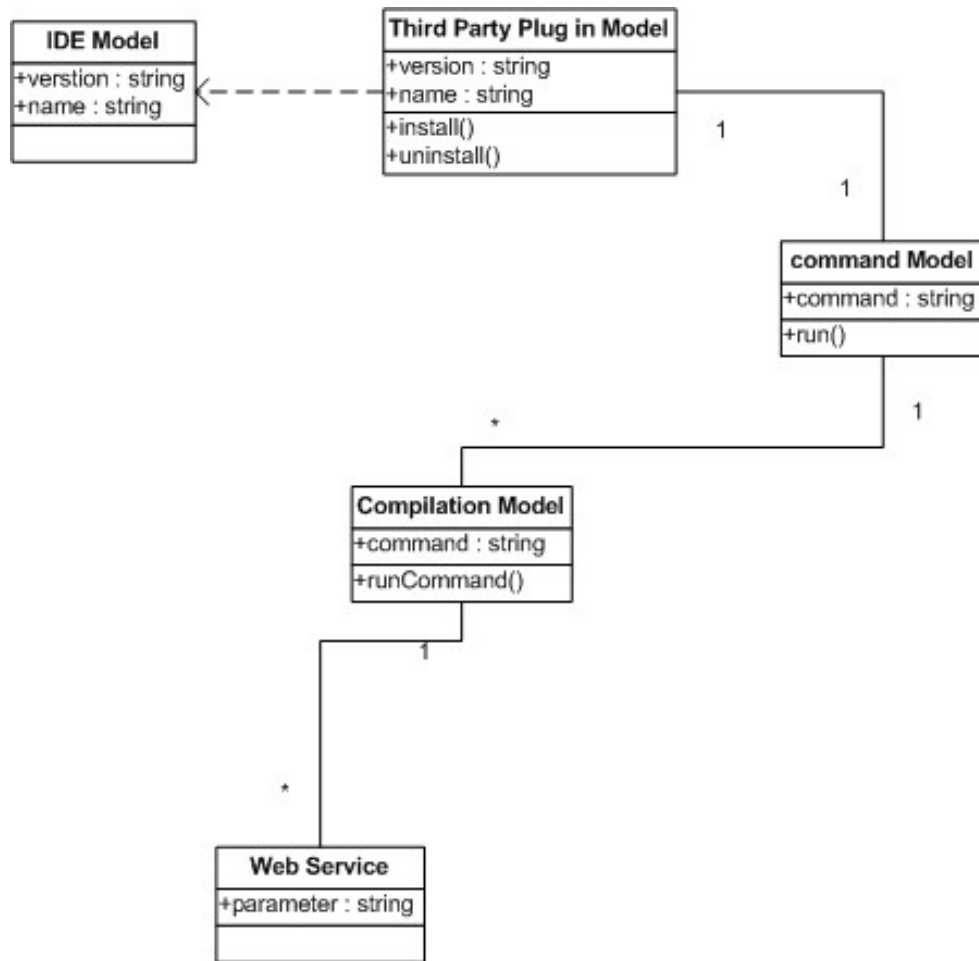 IDE Model
+verstion : string
+name : string
Third Party Plug in Model
+version : string
+name : string
+install()
+uninstall()
1
1
command Model
+command : string
+run()
1
*
Compilation Model
+command : string
+runCommand()
1
*
Web Service
+parameter : string